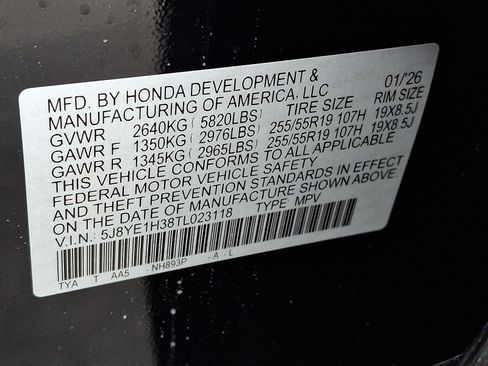 MFD. BY HONDA DEVELOPMENT & 01/'26
MANUFACTURING OF AMERICA, LLC
GVWR 2640KG (5820LBS) TIRE SIZE RIM SIZE
GAWR F 1350KG (2976LBS) 255/55R19 107H 19X8.5J
GAWR R 1345KG (2965LBS) 255/55R19 107H 19X8.5J
THIS VEHICLE CONFORMS TO ALL APPLICABLE
FEDERAL MOTOR VEHICLE SAFETY
AND THEFT PREVENTION STANDARDS IN EFFECT
ON THE DATE OF MANUFACTURE SHOWN ABOVE.
V.I.N.: 5J8YE1H38TL023118 TYPE: MPV
TYA T AA5 -NH893P -A-L